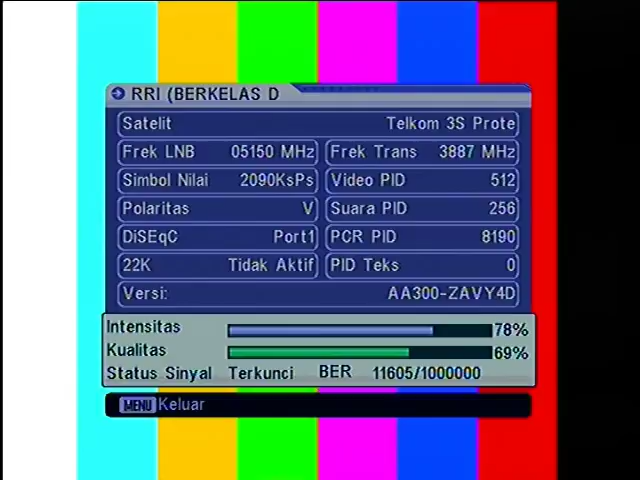 RRI (BERKELAS D
Satelit Telkom 3S Prote
Frek LNB 05150 MHz Frek Trans 3887 MHz
Simbol Nilai 2090KsPs Video PID 512
Polaritas V Suara PID 256
DiSEqC Port1 PCR PID 8190
22K Tidak Aktif PID Teks 0
Versi: AA300-ZAVY4D
Intensitas 78%
Kualitas 69%
Status Sinyal Terkunci BER 11605/1000000
MENU Keluar